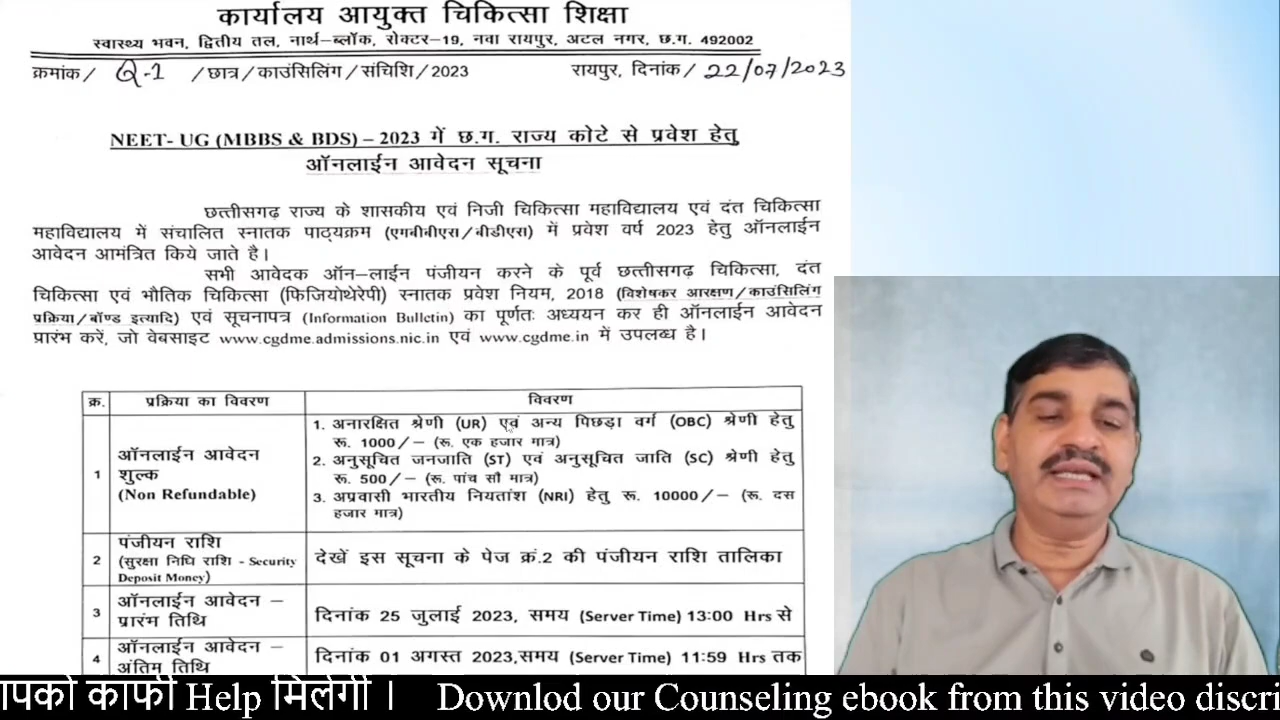 कार्यालय आयुक्त चिकित्सा शिक्षा
स्वास्थ्य भवन, द्वितीय तल, नार्थ–ब्लॉक, सेक्टर–19, नवा रायपुर, अटल नगर, छ.ग. 492002
क्रमांक / Q-1 /छात्र/काउंसिलिंग/संचिशि/2023 रायपुर, दिनांक/ 22/07/2023
NEET- UG (MBBS & BDS) – 2023 में छ.ग. राज्य कोटे से प्रवेश हेतु
ऑनलाईन आवेदन सूचना
छत्तीसगढ़ राज्य के शासकीय एवं निजी चिकित्सा महाविद्यालय एवं दंत चिकित्सा
महाविद्यालय में संचालित स्नातक पाठ्यक्रम (एमबीबीएस/बीडीएस) में प्रवेश वर्ष 2023 हेतु ऑनलाईन
आवेदन आमंत्रित किये जाते है।
सभी आवेदक ऑन–लाईन पंजीयन करने के पूर्व छत्तीसगढ़ चिकित्सा, दंत
चिकित्सा एवं भौतिक चिकित्सा (फिजियोथेरेपी) स्नातक प्रवेश नियम, 2018 (विशेषकर आरक्षण/काउंसिलिंग
प्रक्रिया/बॉण्ड इत्यादि) एवं सूचनापत्र (Information Bulletin) का पूर्णतः अध्ययन कर ही ऑनलाईन आवेदन
प्रारंभ करें, जो वेबसाइट www.cgdme.admissions.nic.in एवं www.cgdme.in में उपलब्ध है।
क्र. प्रक्रिया का विवरण विवरण
1 ऑनलाईन आवेदन
शुल्क
(Non Refundable)
1. अनारक्षित श्रेणी (UR) एवं अन्य पिछड़ा वर्ग (OBC) श्रेणी हेतु
रू. 1000/– (रू. एक हजार मात्र)
2. अनुसूचित जनजाति (ST) एवं अनुसूचित जाति (SC) श्रेणी हेतु
रू. 500/– (रू. पांच सौ मात्र)
3. अप्रवासी भारतीय नियतांश (NRI) हेतु रू. 10000/– (रू. दस
हजार मात्र)
2 पंजीयन राशि
(सुरक्षा निधि राशि - Security
Deposit Money)
देखें इस सूचना के पेज क्रं.2 की पंजीयन राशि तालिका
3 ऑनलाईन आवेदन –
प्रारंभ तिथि
दिनांक 25 जुलाई 2023, समय (Server Time) 13:00 Hrs से
4 ऑनलाईन आवेदन –
अंतिम तिथि
दिनांक 01 अगस्त 2023,समय (Server Time) 11:59 Hrs तक
पको काफी Help मिलेगी । Downlod our Counseling ebook from this video discri